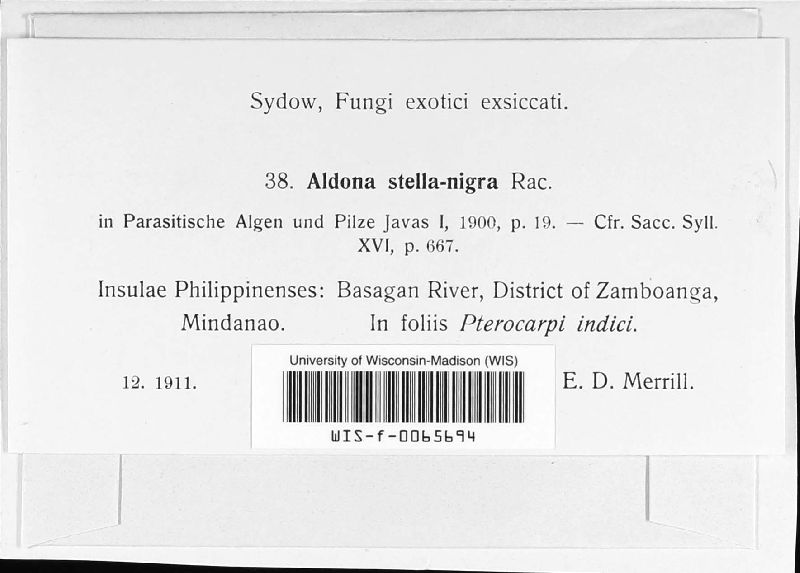 Sydow, Fungi exotici exsiccati.
38. Aldona stella-nigra Rac.
in Parasitische Algen und Pilze Javas I, 1900, p. 19. — Cfr. Sacc. Syll.
XVI, p. 667.
Insulae Philippinenses: Basagan River, District of Zamboanga,
Mindanao. In foliis Pterocarpi indici.
12. 1911. E. D. Merrill.
University of Wisconsin-Madison (WIS)
WIS-f-0065694